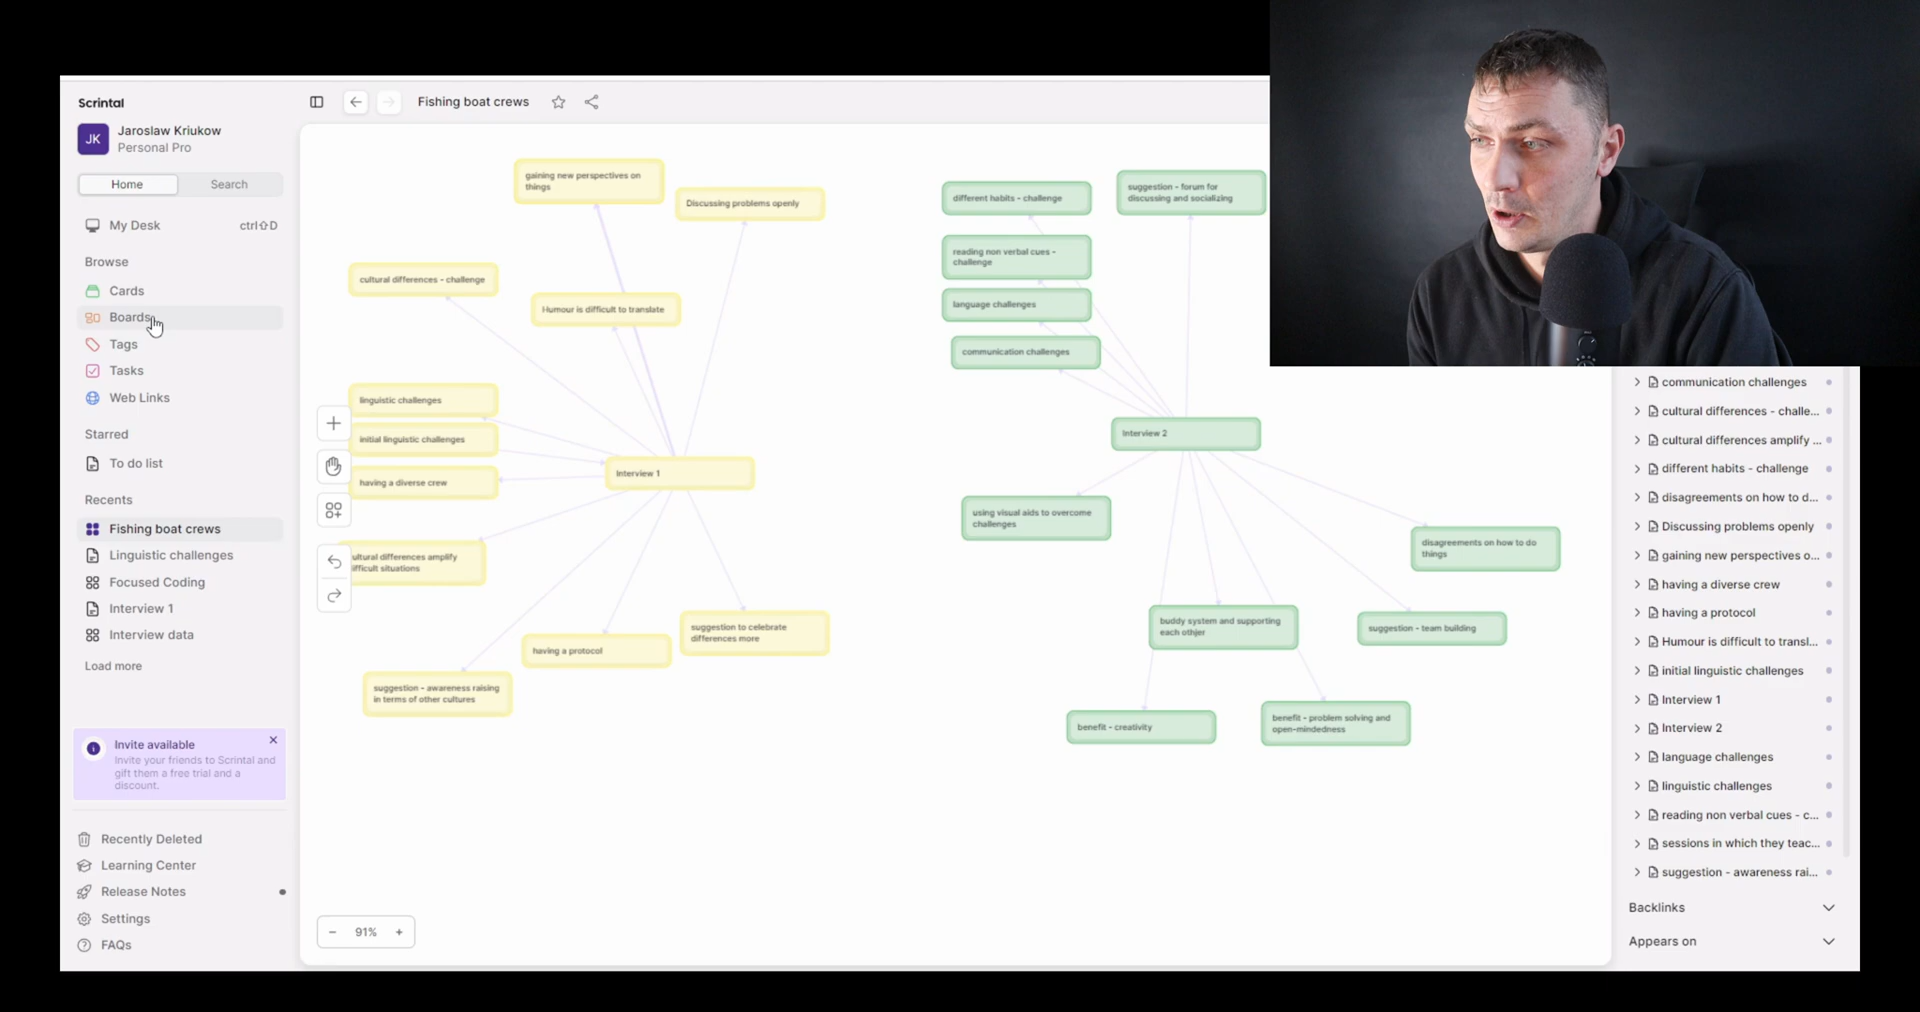 Scrintal
JK
Jaroslaw Kriukow
Personal Pro
Home
Search
My Desk
ctrl⇧D
Browse
Cards
Boards
Tags
Tasks
Web Links
Starred
To do list
Recents
Fishing boat crews
Linguistic challenges
Focused Coding
Interview 1
Interview data
Load more
Invite available
Invite your friends to Scrintal and
gift them a free trial and a
discount.
Recently Deleted
Learning Center
Release Notes
Settings
FAQs
Fishing boat crews
gaining new perspectives on
things
Discussing problems openly
cultural differences - challenge
Humour is difficult to translate
linguistic challenges
initial linguistic challenges
having a diverse crew
Interview 1
ultural differences amplify
ifficult situations
suggestion to celebrate
differences more
having a protocol
suggestion - awareness raising
in terms of other cultures
different habits - challenge
suggestion - forum for
discussing and socializing
reading non verbal cues -
challenge
language challenges
communication challenges
Interview 2
using visual aids to overcome
challenges
disagreements on how to do
things
buddy system and supporting
each othjer
suggestion - team building
benefit - creativity
benefit - problem solving and
open-mindedness
91%
communication challenges
cultural differences - challe...
cultural differences amplify ...
different habits - challenge
disagreements on how to d...
Discussing problems openly
gaining new perspectives o...
having a diverse crew
having a protocol
Humour is difficult to transl...
initial linguistic challenges
Interview 1
Interview 2
language challenges
linguistic challenges
reading non verbal cues - c...
sessions in which they teac...
suggestion - awareness rai...
Backlinks
Appears on